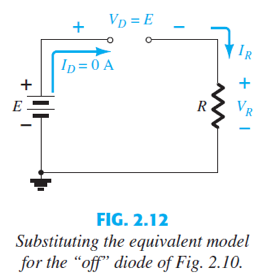 + V_D = E −
I_D = 0 A
I_R
+
E
−
R
+
V_R
−
FIG. 2.12
Substituting the equivalent model
for the “off” diode of Fig. 2.10.